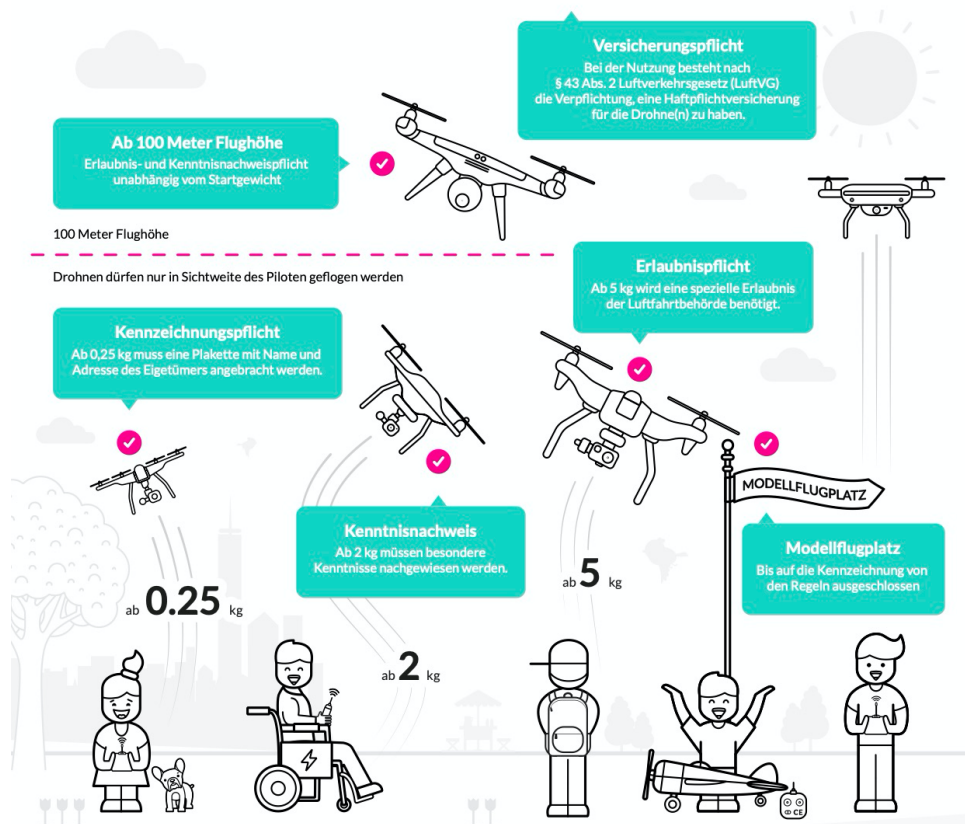 Versicherungspflicht
Bei der Nutzung besteht nach
§ 43 Abs. 2 Luftverkehrsgesetz (LuftVG)
die Verpflichtung, eine Haftpflichtversicherung
für die Drohne(n) zu haben.
Ab 100 Meter Flughöhe
Erlaubnis- und Kenntnisnachweispflicht
unabhängig vom Startgewicht
100 Meter Flughöhe
Drohnen dürfen nur in Sichtweite des Piloten geflogen werden
Erlaubnispflicht
Ab 5 kg wird eine spezielle Erlaubnis
der Luftfahrtbehörde benötigt.
Kennzeichnungspflicht
Ab 0,25 kg muss eine Plakette mit Name und
Adresse des Eigetümers angebracht werden.
MODELLFLUGPLATZ
Kenntnisnachweis
Ab 2 kg müssen besondere
Kenntnisse nachgewiesen werden.
Modellflugplatz
Bis auf die Kennzeichnung von
den Regeln ausgeschlossen
ab 5 kg
ab 0.25 kg
ab 2 kg
CE